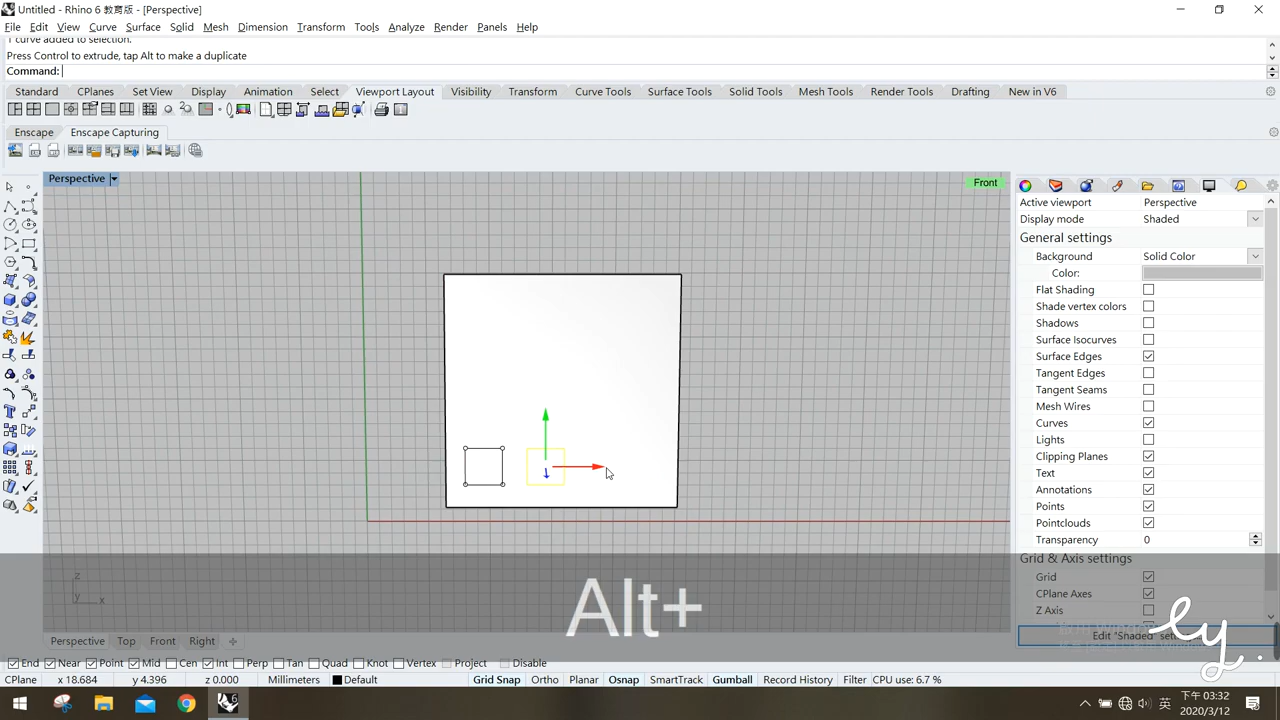 Untitled - Rhino 6 教育版 - [Perspective]
File Edit View Curve Surface Solid Mesh Dimension Transform Tools Analyze Render Panels Help
1 curve added to selection.
Press Control to extrude, tap Alt to make a duplicate
Command:
Standard CPlanes Set View Display Animation Select Viewport Layout Visibility Transform Curve Tools Surface Tools Solid Tools Mesh Tools Render Tools Drafting New in V6
Enscape Enscape Capturing
Perspective
Front
Active viewport Perspective
Display mode Shaded
General settings
Background Solid Color
Color:
Flat Shading
Shade vertex colors
Shadows
Surface Isocurves
Surface Edges
Tangent Edges
Tangent Seams
Mesh Wires
Curves
Lights
Clipping Planes
Text
Annotations
Points
Pointclouds
Transparency 0
Grid & Axis settings
Grid
CPlane Axes
Z Axis
Edit "Shaded"
Alt+
z
y x
ly.
Perspective Top Front Right
End Near Point Mid Cen Int Perp Tan Quad Knot Vertex Project Disable
CPlane x 18.684 y 4.396 z 0.000 Millimeters Default Grid Snap Ortho Planar Osnap SmartTrack Gumball Record History Filter CPU use: 6.7 %
英 下午 03:32
2020/3/12